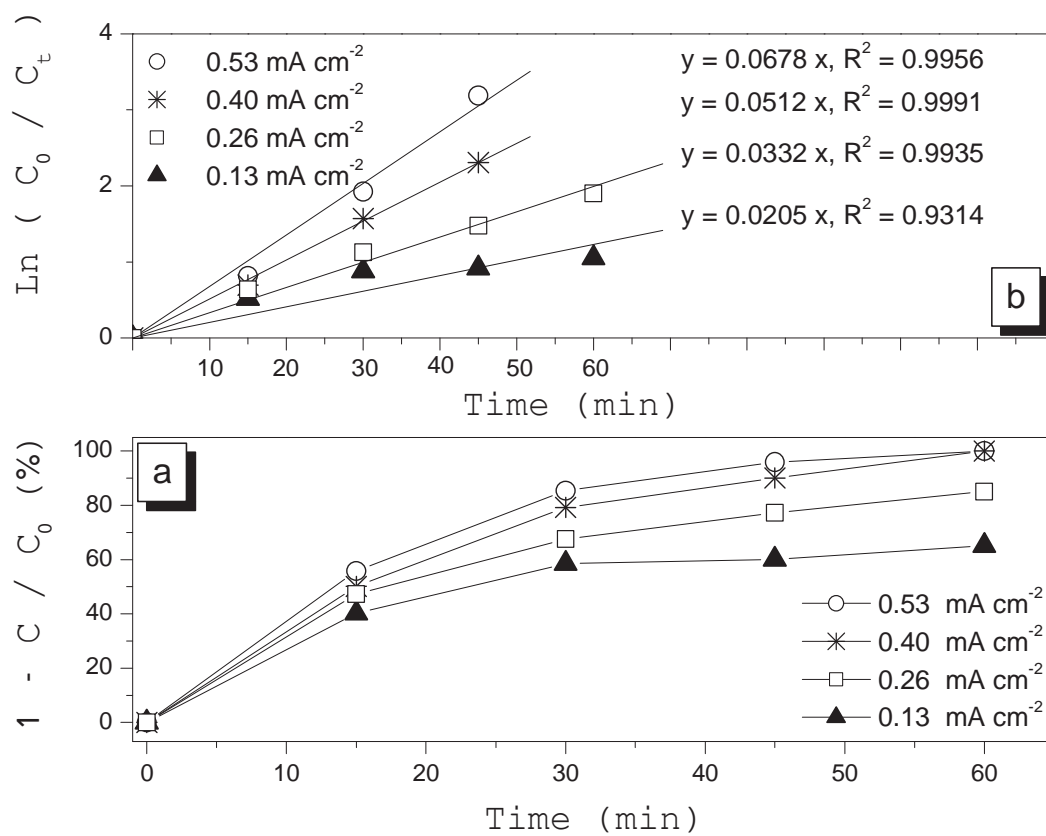 Ln ( C₀ / Cₜ )
4
2
0
0.53 mA cm⁻²
0.40 mA cm⁻²
0.26 mA cm⁻²
0.13 mA cm⁻²
y = 0.0678 x, R² = 0.9956
y = 0.0512 x, R² = 0.9991
y = 0.0332 x, R² = 0.9935
y = 0.0205 x, R² = 0.9314
b
10 20 30 40 50 60
Time (min)
1 - C / C₀ (%)
100
80
60
40
20
0
a
0.53 mA cm⁻²
0.40 mA cm⁻²
0.26 mA cm⁻²
0.13 mA cm⁻²
0 10 20 30 40 50 60
Time (min)